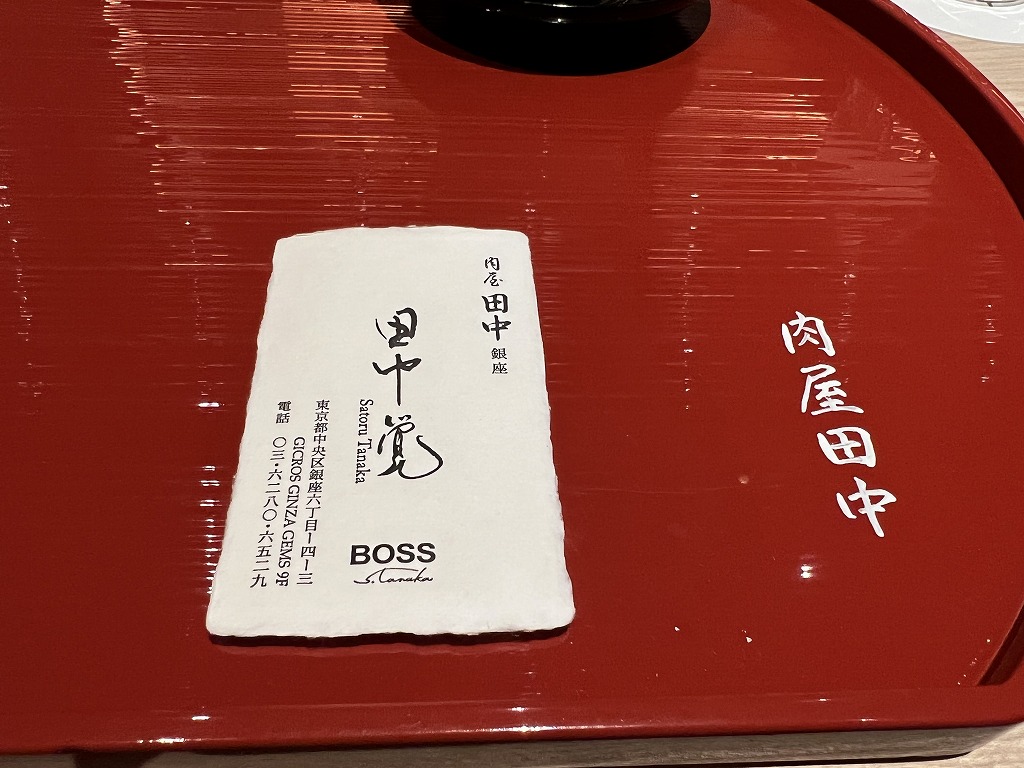 肉屋田中
肉屋 田中 銀座
田中覚
Satoru Tanaka
BOSS
S.Tanaka
東京都中央区銀座六丁目ー四ー三
GICROS GINZA GEMS 9F
電話 〇三・六二八〇・六五二九